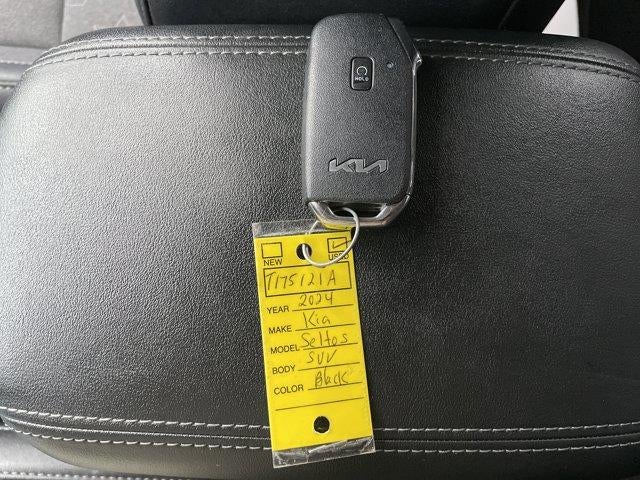 HOLD
KIA
NEW USED
T175121A
YEAR 2024
MAKE Kia
MODEL Seltos
BODY SUV
COLOR Black